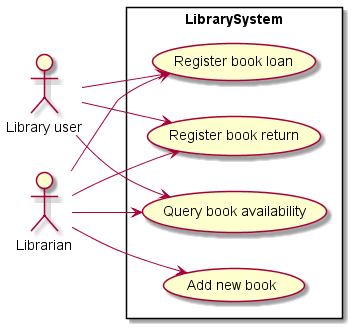 LibrarySystem
Register book loan
Library user
Register book return
Query book availability
Librarian
Add new book